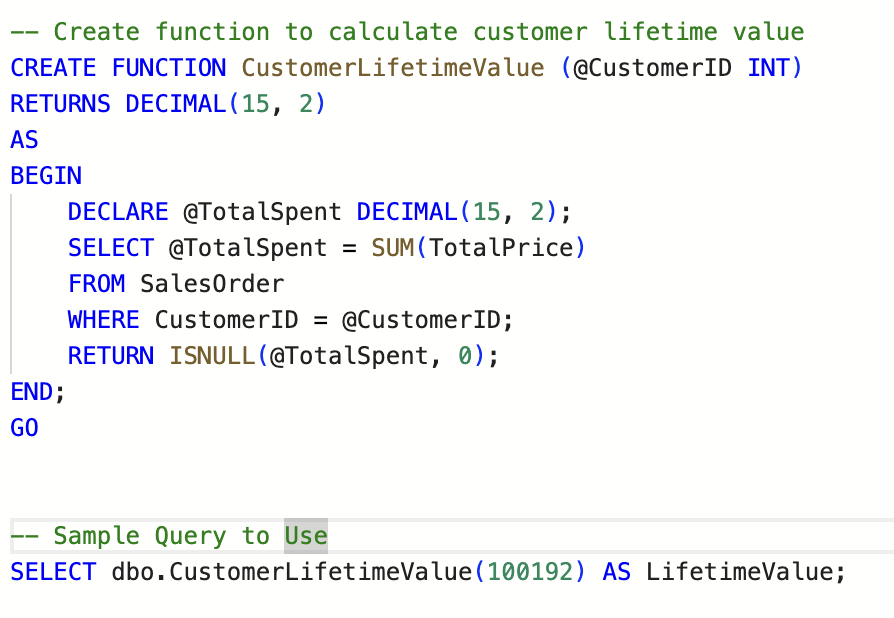 -- Create function to calculate customer lifetime value
CREATE FUNCTION CustomerLifetimeValue (@CustomerID INT)
RETURNS DECIMAL(15, 2)
AS
BEGIN
    DECLARE @TotalSpent DECIMAL(15, 2);
    SELECT @TotalSpent = SUM(TotalPrice)
    FROM SalesOrder
    WHERE CustomerID = @CustomerID;
    RETURN ISNULL(@TotalSpent, 0);
END;
GO
-- Sample Query to Use
SELECT dbo.CustomerLifetimeValue(100192) AS LifetimeValue;